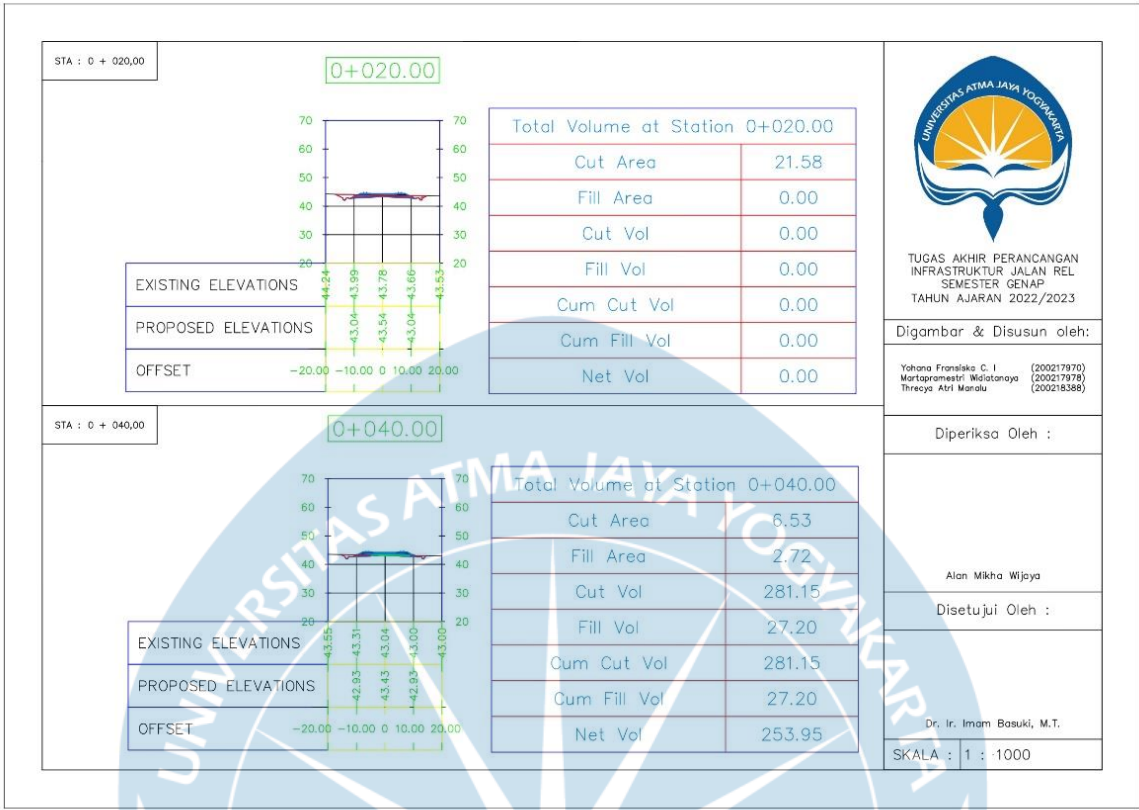 STA : 0 + 020,00
0+020.00
70 70
60 60
50 50
40 40
30 30
20 20
EXISTING ELEVATIONS 44.24 43.99 43.78 43.66 43.53
PROPOSED ELEVATIONS 43.04 43.54 43.04
OFFSET -20.00 -10.00 0 10.00 20.00
Total Volume at Station 0+020.00
Cut Area 21.58
Fill Area 0.00
Cut Vol 0.00
Fill Vol 0.00
Cum Cut Vol 0.00
Cum Fill Vol 0.00
Net Vol 0.00
STA : 0 + 040,00
0+040.00
70 70
60 60
50 50
40 40
30 30
20 20
EXISTING ELEVATIONS 43.55 43.31 43.04 43.00 43.00
PROPOSED ELEVATIONS 42.93 43.43 42.93
OFFSET -20.00 -10.00 0 10.00 20.00
Total Volume at Station 0+040.00
Cut Area 6.53
Fill Area 2.72
Cut Vol 281.15
Fill Vol 27.20
Cum Cut Vol 281.15
Cum Fill Vol 27.20
Net Vol 253.95
UNIVERSITAS ATMA JAYA YOGYAKARTA
TUGAS AKHIR PERANCANGAN
INFRASTRUKTUR JALAN REL
SEMESTER GENAP
TAHUN AJARAN 2022/2023
Digambar & Disusun oleh:
Yohana Fransiska C. I (200217970)
Martapramestri Widiatanaya (200217978)
Threcya Atri Manalu (200218388)
Diperiksa Oleh :
Alan Mikha Wijaya
Disetujui Oleh :
Dr. Ir. Imam Basuki, M.T.
SKALA : 1 : 1000
UNIVERSITAS ATMA JAYA YOGYAKARTA